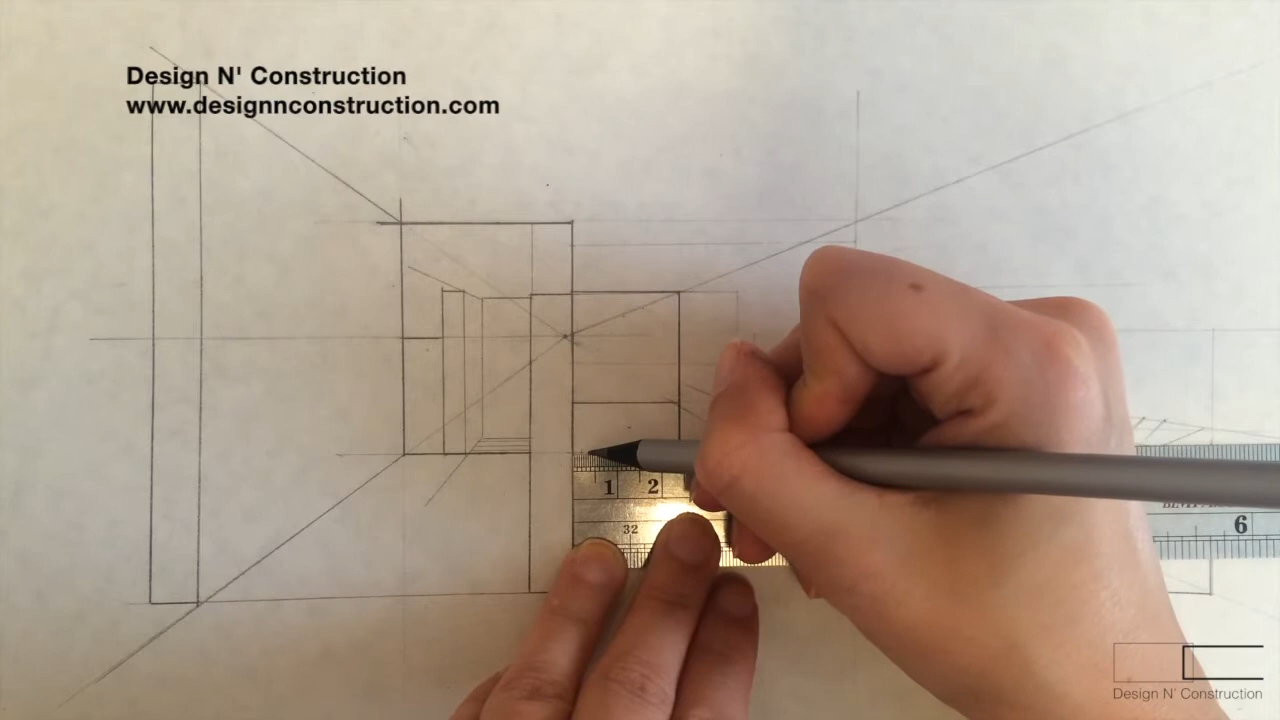 Design N' Construction
www.designnconstruction.com
1 2
32
6
Design N' Construction